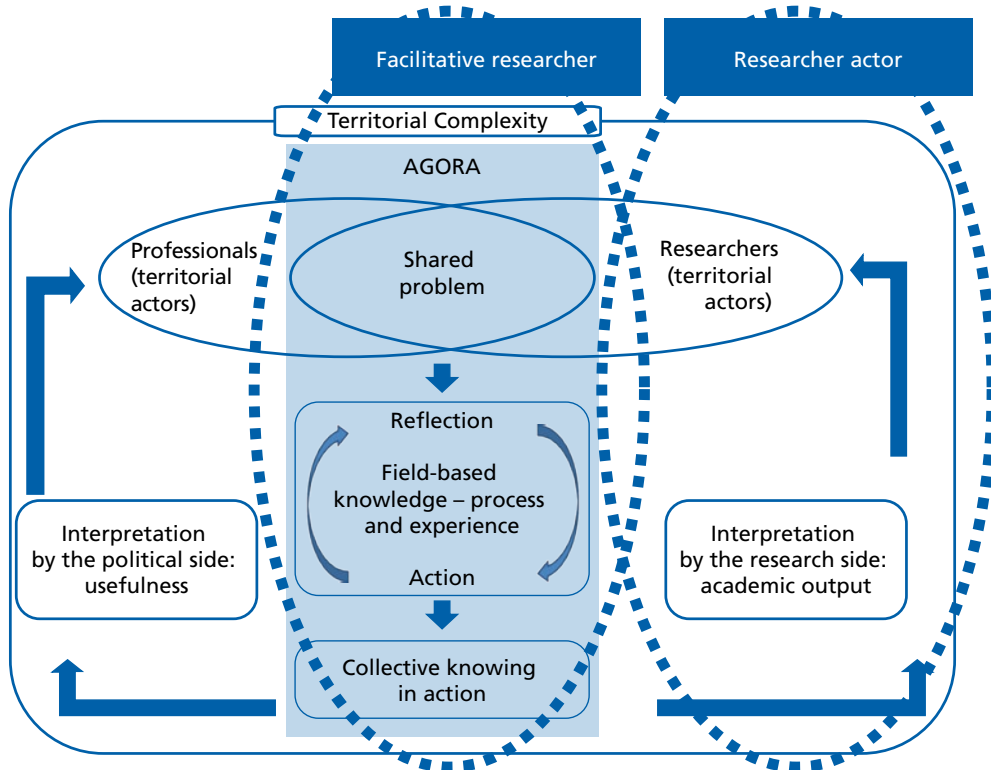 Facilitative researcher
Researcher actor
Territorial Complexity
AGORA
Professionals
(territorial
actors)
Shared
problem
Researchers
(territorial
actors)
Reflection
Field-based
knowledge – process
and experience
Action
Interpretation
by the political side:
usefulness
Interpretation
by the research side:
academic output
Collective knowing
in action